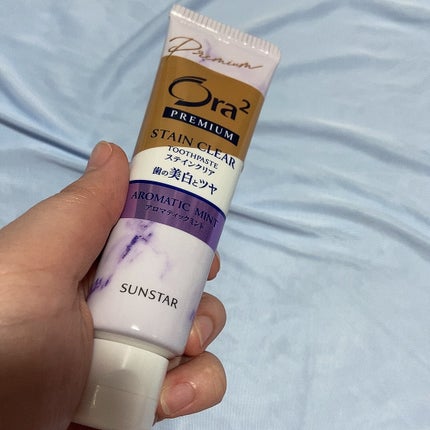 Premium
Ora²
PREMIUM
STAIN CLEAR
TOOTHPASTE
ステインクリア
歯の美白とツヤ
AROMATIC MINT
アロマティックミント
SUNSTAR